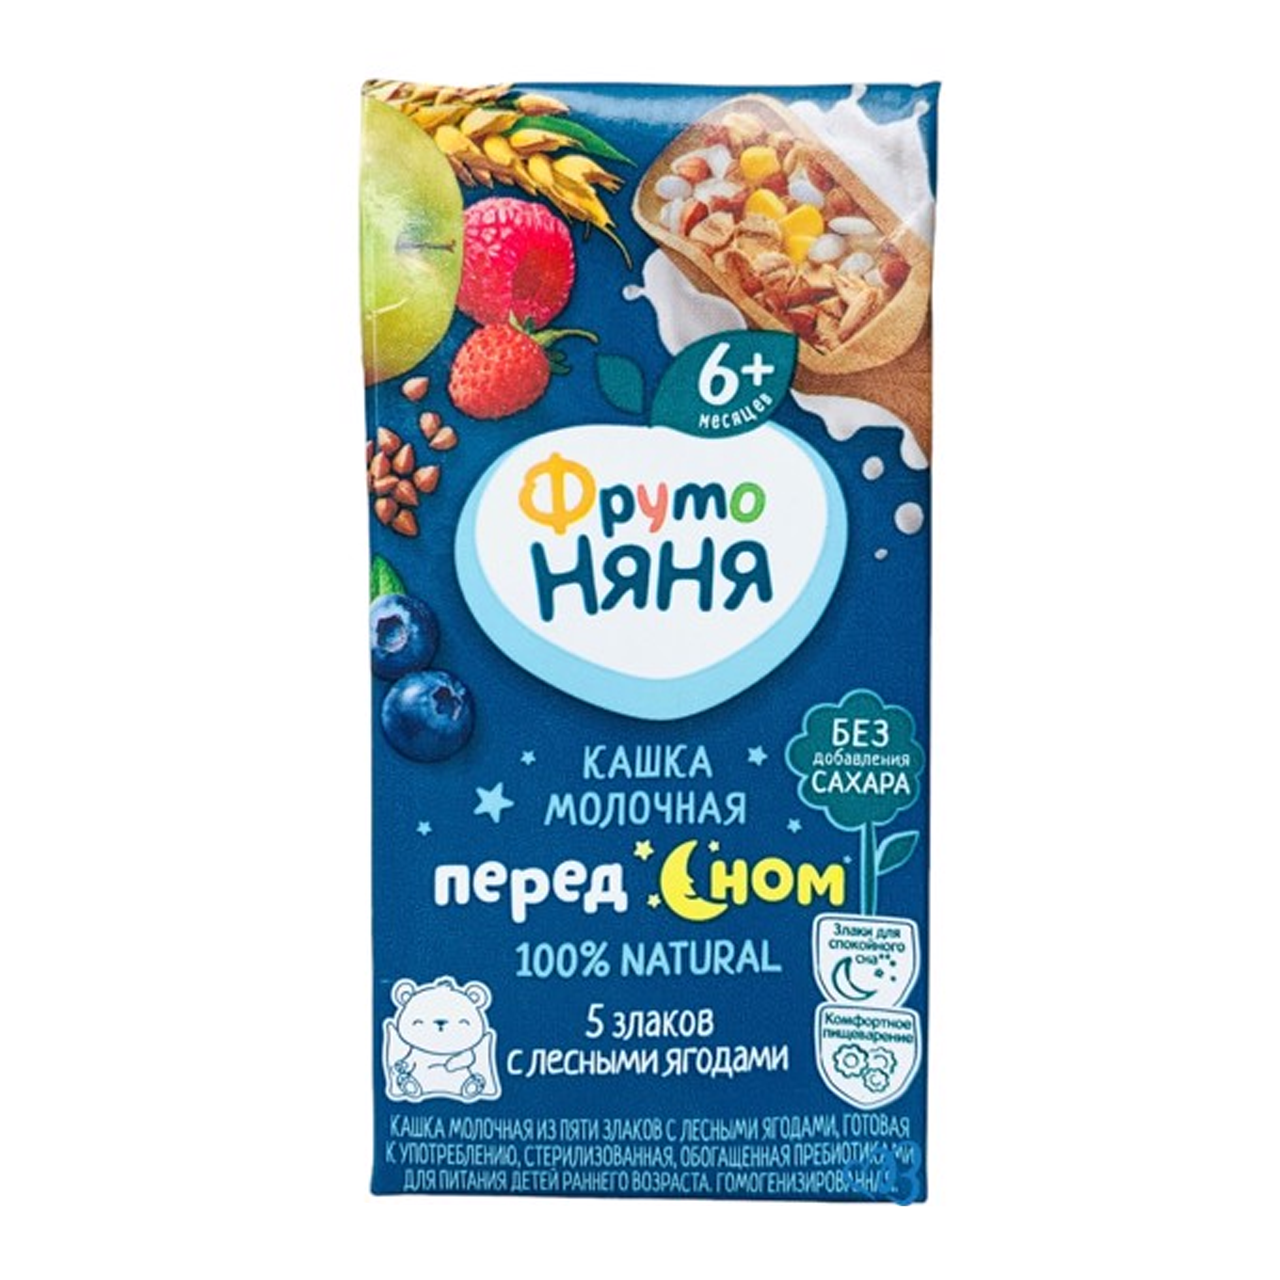 6+
месяцев
Фруто
Няня
БЕЗ
добавления
САХАРА
КАШКА
МОЛОЧНАЯ
перед Сном*
100% NATURAL
Злаки для
спокойного
сна**
5 злаков
с лесными ягодами
Комфортное
пищеварение
КАШКА МОЛОЧНАЯ ИЗ ПЯТИ ЗЛАКОВ С ЛЕСНЫМИ ЯГОДАМИ, ГОТОВАЯ
К УПОТРЕБЛЕНИЮ, СТЕРИЛИЗОВАННАЯ, ОБОГАЩЕННАЯ ПРЕБИОТИКАМИ
ДЛЯ ПИТАНИЯ ДЕТЕЙ РАННЕГО ВОЗРАСТА. ГОМОГЕНИЗИРОВАННАЯ.